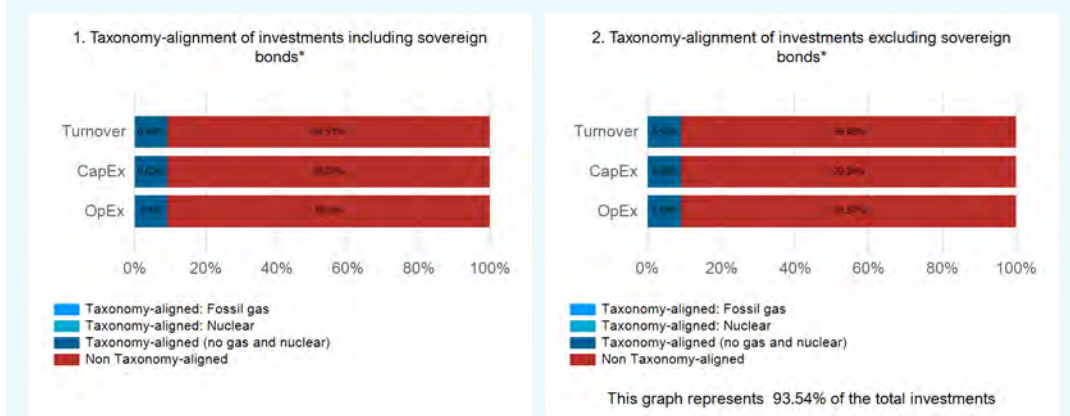 1. Taxonomy-alignment of investments including sovereign
bonds*
Turnover
CapEx
OpEx
0% 20% 40% 60% 80% 100%
Taxonomy-aligned: Fossil gas
Taxonomy-aligned: Nuclear
Taxonomy-aligned (no gas and nuclear)
Non Taxonomy-aligned
2. Taxonomy-alignment of investments excluding sovereign
bonds*
Turnover
CapEx
OpEx
0% 20% 40% 60% 80% 100%
Taxonomy-aligned: Fossil gas
Taxonomy-aligned: Nuclear
Taxonomy-aligned (no gas and nuclear)
Non Taxonomy-aligned
This graph represents 93.54% of the total investments